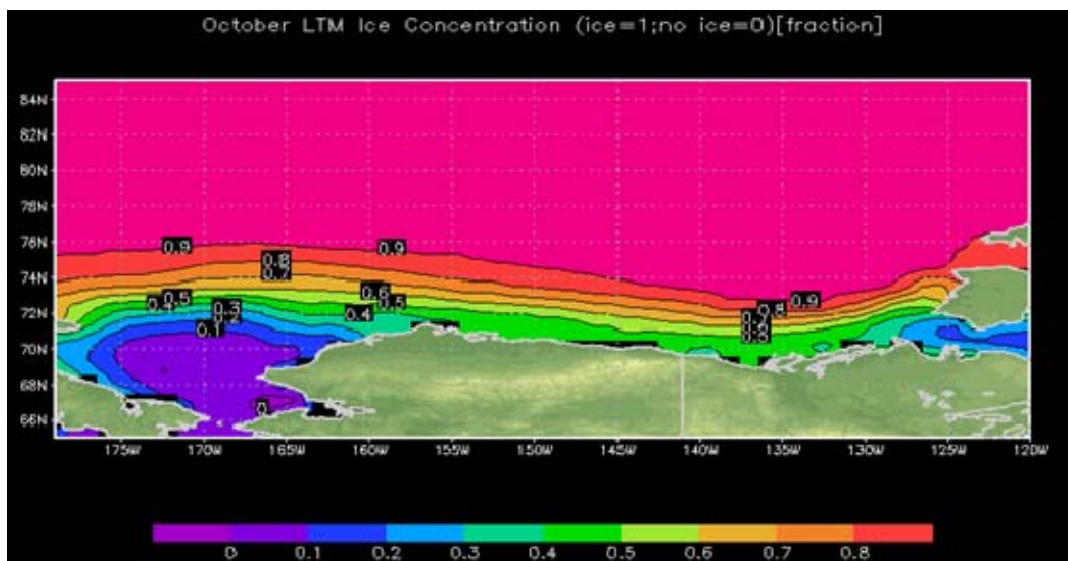 October LTM Ice Concentration (ice=1;no ice=0)[fraction]
84N
82N
80N
78N
76N
0.9
0.9
0.8
0.7
74N
0.6
0.5
0.5
0.9
0.8
72N
0.3
0.4
0.1
70N
68N
0
66N
175W 170W 165W 160W 155W 150W 145W 140W 135W 130W 125W 120W
0 0.1 0.2 0.3 0.4 0.5 0.6 0.7 0.8